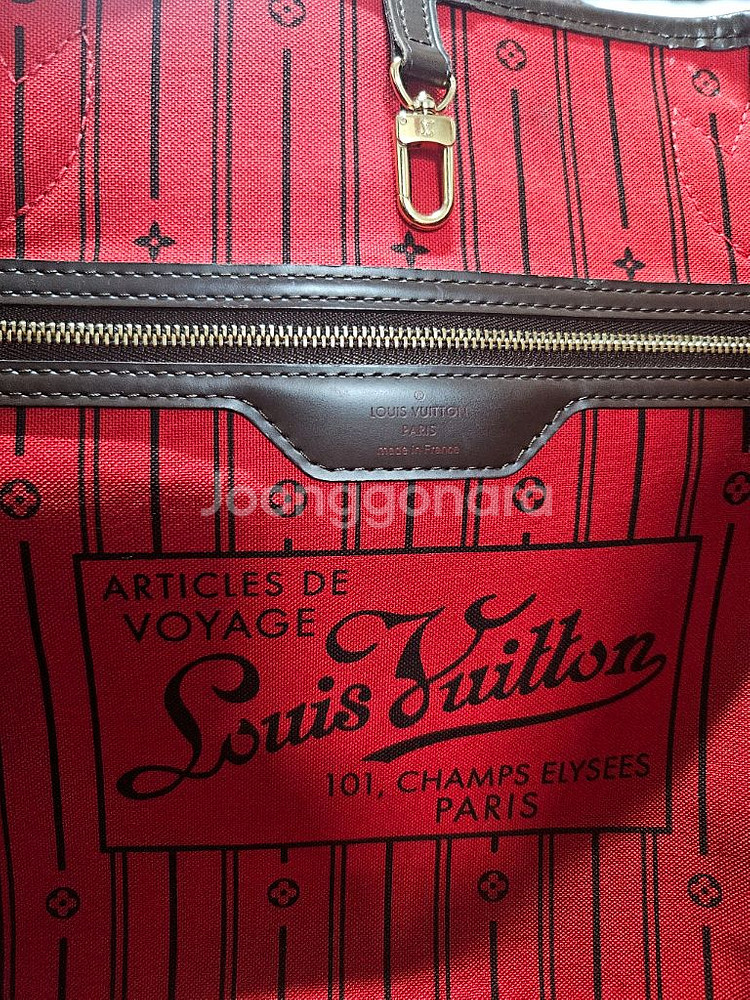 LOUIS VUITTON
PARIS
made in France
Joonggonara
ARTICLES DE
VOYAGE
Louis Vuitton
101, CHAMPS ELYSEES
PARIS